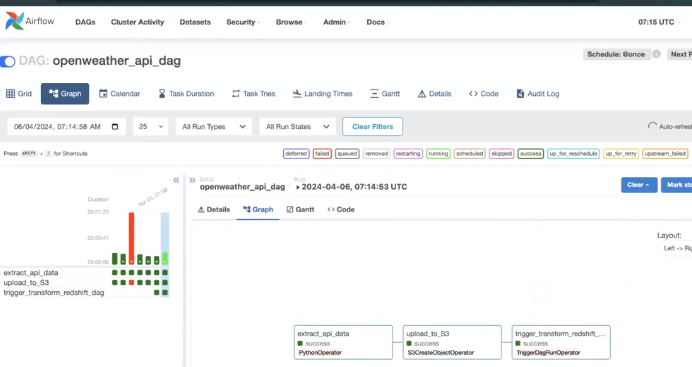 Airflow DAGs Cluster Activity Datasets Security Browse Admin Docs 07:15 UTC
DAG: openweather_api_dag Schedule: @once Next
Grid Graph Calendar Task Duration Task Tries Landing Times Gantt Details <> Code Audit Log
06/04/2024, 07:14:58 AM 25 All Run Types All Run States Clear Filters Auto-refresh
Press shift + / for Shortcuts deferred failed queued removed restarting running scheduled skipped success up_for_reschedule up_for_retry upstream_failed
DAG Run
openweather_api_dag / 2024-04-06, 07:14:53 UTC Clear Mark sta
Duration Apr 05, 21:08
00:01:23
00:00:41
00:00:00
Details Graph Gantt <> Code
Layout:
Left -> Rig
extract_api_data
upload_to_S3
trigger_transform_redshift_dag
extract_api_data upload_to_S3 trigger_transform_redshift_...
success success success
PythonOperator S3CreateObjectOperator TriggerDagRunOperator